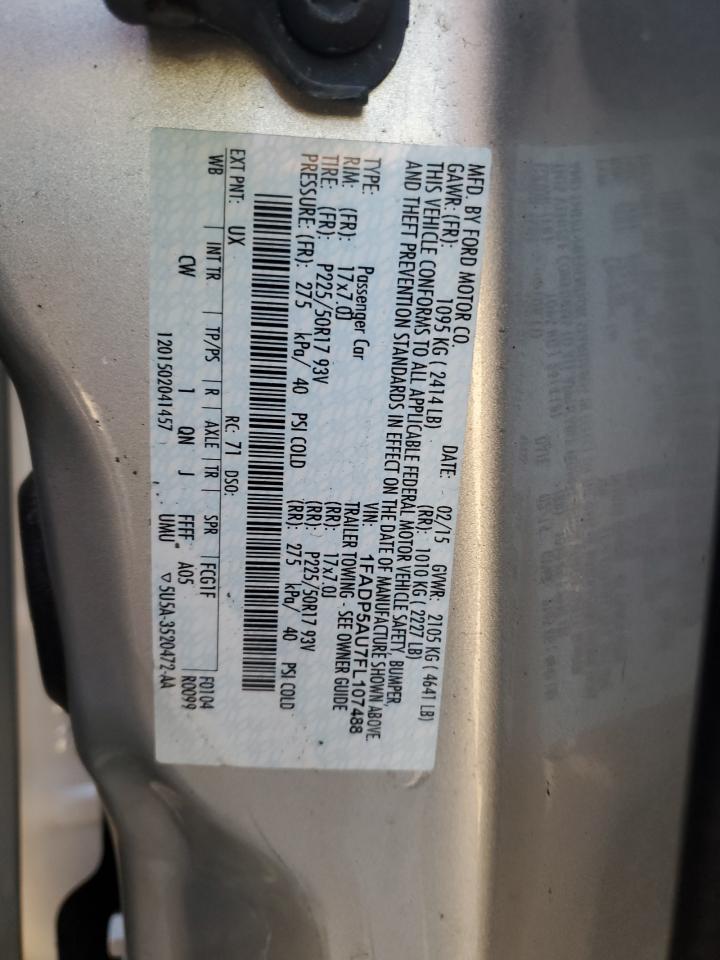 MFD. BY FORD MOTOR CO.
DATE: 02/15 GVWR: 2105 KG ( 4641 LB)
GAWR: (FR): 1095 KG ( 2414 LB) (RR): 1010 KG ( 2227 LB)
THIS VEHICLE CONFORMS TO ALL APPLICABLE FEDERAL MOTOR VEHICLE SAFETY, BUMPER,
AND THEFT PREVENTION STANDARDS IN EFFECT ON THE DATE OF MANUFACTURE SHOWN ABOVE.
VIN: 1FADP5AU7FL107488
TYPE: Passenger Car TRAILER TOWING - SEE OWNER GUIDE
RIM: (FR): 17x7.0J (RR): 17x7.0J
TIRE: (FR): P225/50R17 93V (RR): P225/50R17 93V
PRESSURE: (FR): 275 kPa/ 40 PSI COLD (RR): 275 kPa/ 40 PSI COLD
EXT PNT: UX RC: 71 DSO:
WB INT TR TP/PS R AXLE TR SPR FCG1F F0104
CW 1 QN J FFFF A05 R0099
1201502041457 UMU ▽5U5A-3520472-AA